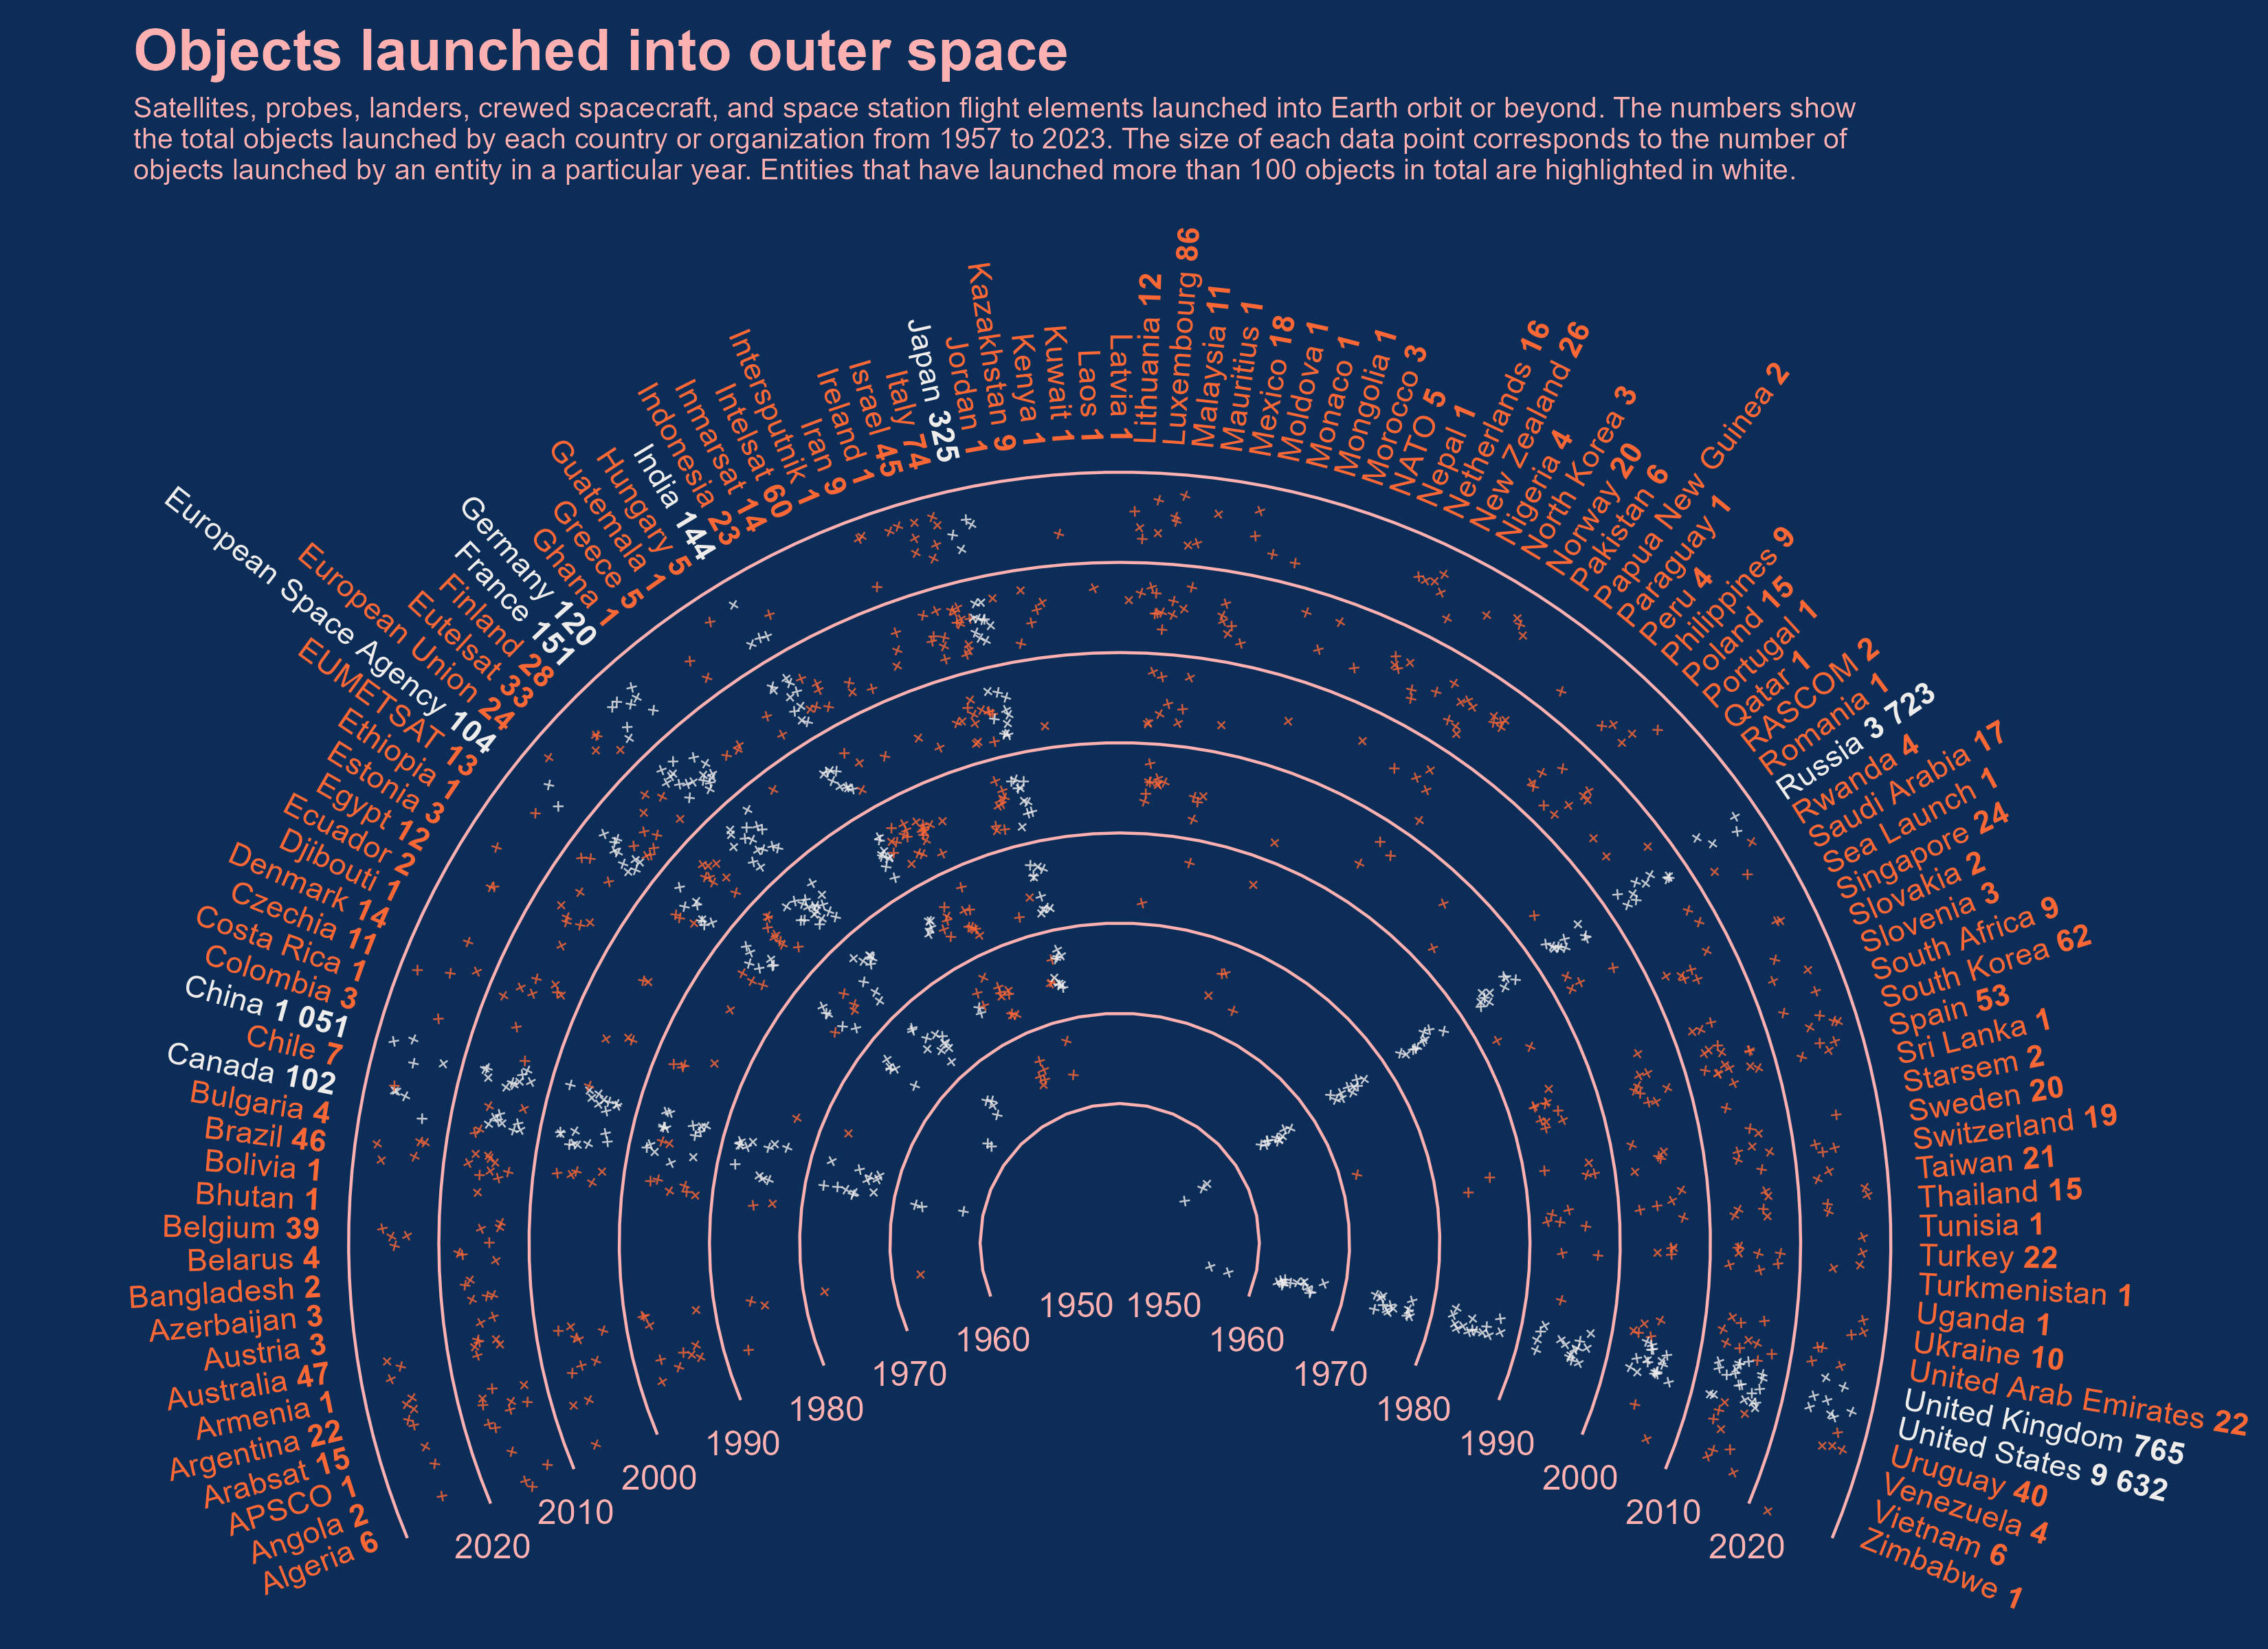 Objects launched into outer space
Satellites, probes, landers, crewed spacecraft, and space station flight elements launched into Earth orbit or beyond. The numbers show
the total objects launched by each country or organization from 1957 to 2023. The size of each data point corresponds to the number of
objects launched by an entity in a particular year. Entities that have launched more than 100 objects in total are highlighted in white.
Algeria 6
Angola 2
APSCO 1
Arabsat 15
Argentina 22
Armenia 1
Australia 47
Austria 3
Azerbaijan 3
Bangladesh 2
Belarus 4
Belgium 39
Bhutan 1
Bolivia 1
Brazil 46
Bulgaria 4
Canada 102
Chile 7
China 1 051
Colombia 3
Costa Rica 1
Czechia 11
Denmark 14
Djibouti 1
Ecuador 2
Egypt 12
Estonia 3
Ethiopia 1
EUMETSAT 13
European Space Agency 104
European Union 24
Eutelsat 33
Finland 28
France 151
Germany 120
Ghana 1
Greece 5
Guatemala 1
Hungary 5
India 144
Indonesia 23
Inmarsat 14
Intelsat 60
Intersputnik 1
Iran 9
Ireland 1
Israel 45
Italy 74
Japan 325
Jordan 1
Kazakhstan 9
Kenya 1
Kuwait 1
Laos 1
Latvia 1
Lithuania 12
Luxembourg 86
Malaysia 11
Mauritius 1
Mexico 18
Moldova 1
Monaco 1
Mongolia 1
Morocco 3
NATO 5
Nepal 1
Netherlands 16
New Zealand 26
Nigeria 4
North Korea 3
Norway 20
Pakistan 6
Papua New Guinea 2
Paraguay 1
Peru 4
Philippines 9
Poland 15
Portugal 1
Qatar 1
RASCOM 2
Romania 1
Russia 3 723
Rwanda 4
Saudi Arabia 17
Sea Launch 1
Singapore 24
Slovakia 2
Slovenia 3
South Africa 9
South Korea 62
Spain 53
Sri Lanka 1
Starsem 2
Sweden 20
Switzerland 19
Taiwan 21
Thailand 15
Tunisia 1
Turkey 22
Turkmenistan 1
Uganda 1
Ukraine 10
United Arab Emirates 22
United Kingdom 765
United States 9 632
Uruguay 40
Venezuela 4
Vietnam 6
Zimbabwe 1
1950 1950
1960 1960
1970 1970
1980 1980
1990 1990
2000 2000
2010 2010
2020 2020